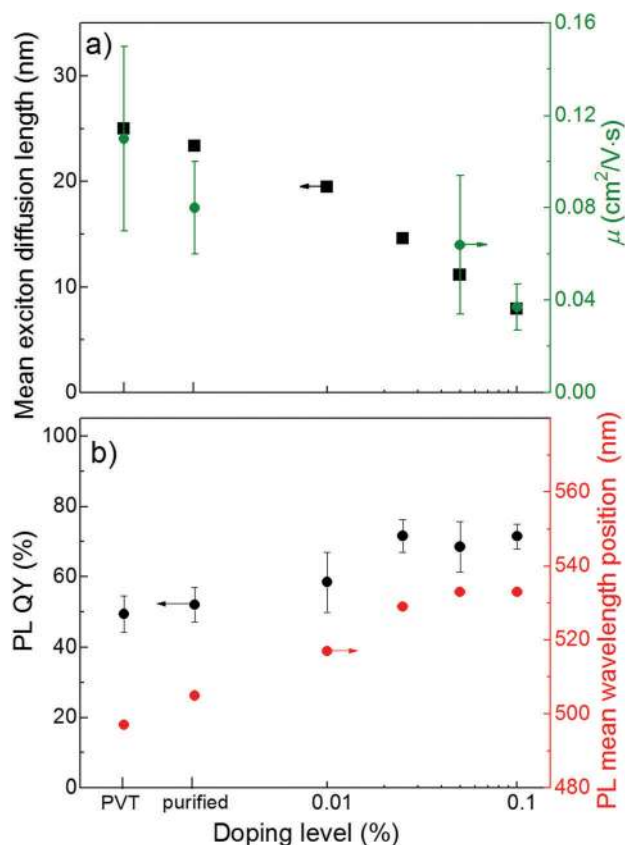 a)
Mean exciton diffusion length (nm)
30
20
10
0
0.16
0.12
0.08
0.04
0.00
μ (cm²/V·s)
b)
PL QY (%)
100
80
60
40
20
0
560
540
520
500
480
PL mean wavelength position (nm)
PVT purified 0.01 0.1
Doping level (%)